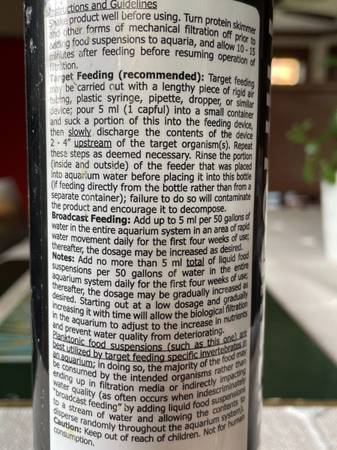 Instructions and Guidelines
Shake product well before using. Turn protein skimmer
and other forms of mechanical filtration off prior to
adding food suspensions to aquaria, and allow 10 - 15
minutes after feeding before resuming operation of
filtration.
Target Feeding (recommended): Target feeding
may be carried out with a lengthy piece of rigid air
tubing, plastic syringe, pipette, dropper, or similar
device; pour 5 ml (1 capful) into a small container
and suck a portion of this into the feeding device,
then slowly discharge the contents of the device
2 - 4" upstream of the target organism(s). Repeat
these steps as deemed necessary. Rinse the portion
(inside and outside) of the feeder that was placed
into aquarium water before placing it into this bottle
(if feeding directly from the bottle rather than from a
separate container); failure to do so will contaminate
the product and encourage it to decompose.
Broadcast Feeding: Add up to 5 ml per 50 gallons of
water in the entire aquarium system in an area of rapid
water movement daily for the first four weeks of use;
thereafter, the dosage may be increased as desired.
Notes: Add no more than 5 ml total of liquid food
suspensions per 50 gallons of water in the entire
aquarium system daily for the first four weeks of use;
thereafter, the dosage may be gradually increased as
desired. Starting out at a low dosage and gradually
increasing it with time will allow the biological filtration
in the aquarium to adjust to the increase in nutrients
and prevent water quality from deteriorating.
Planktonic food suspensions (such as this one) are
best utilized by target feeding specific invertebrates in
an aquarium; in doing so, the majority of the food may
be consumed by the intended organisms rather than
ending up in filtration media or indirectly impacting
water quality (as often occurs when indiscriminately
"broadcast feeding" by adding liquid food suspensions
to a stream of water and allowing the contents to
disperse randomly throughout the aquarium system).
Caution: Keep out of reach of children. Not for human
consumption.